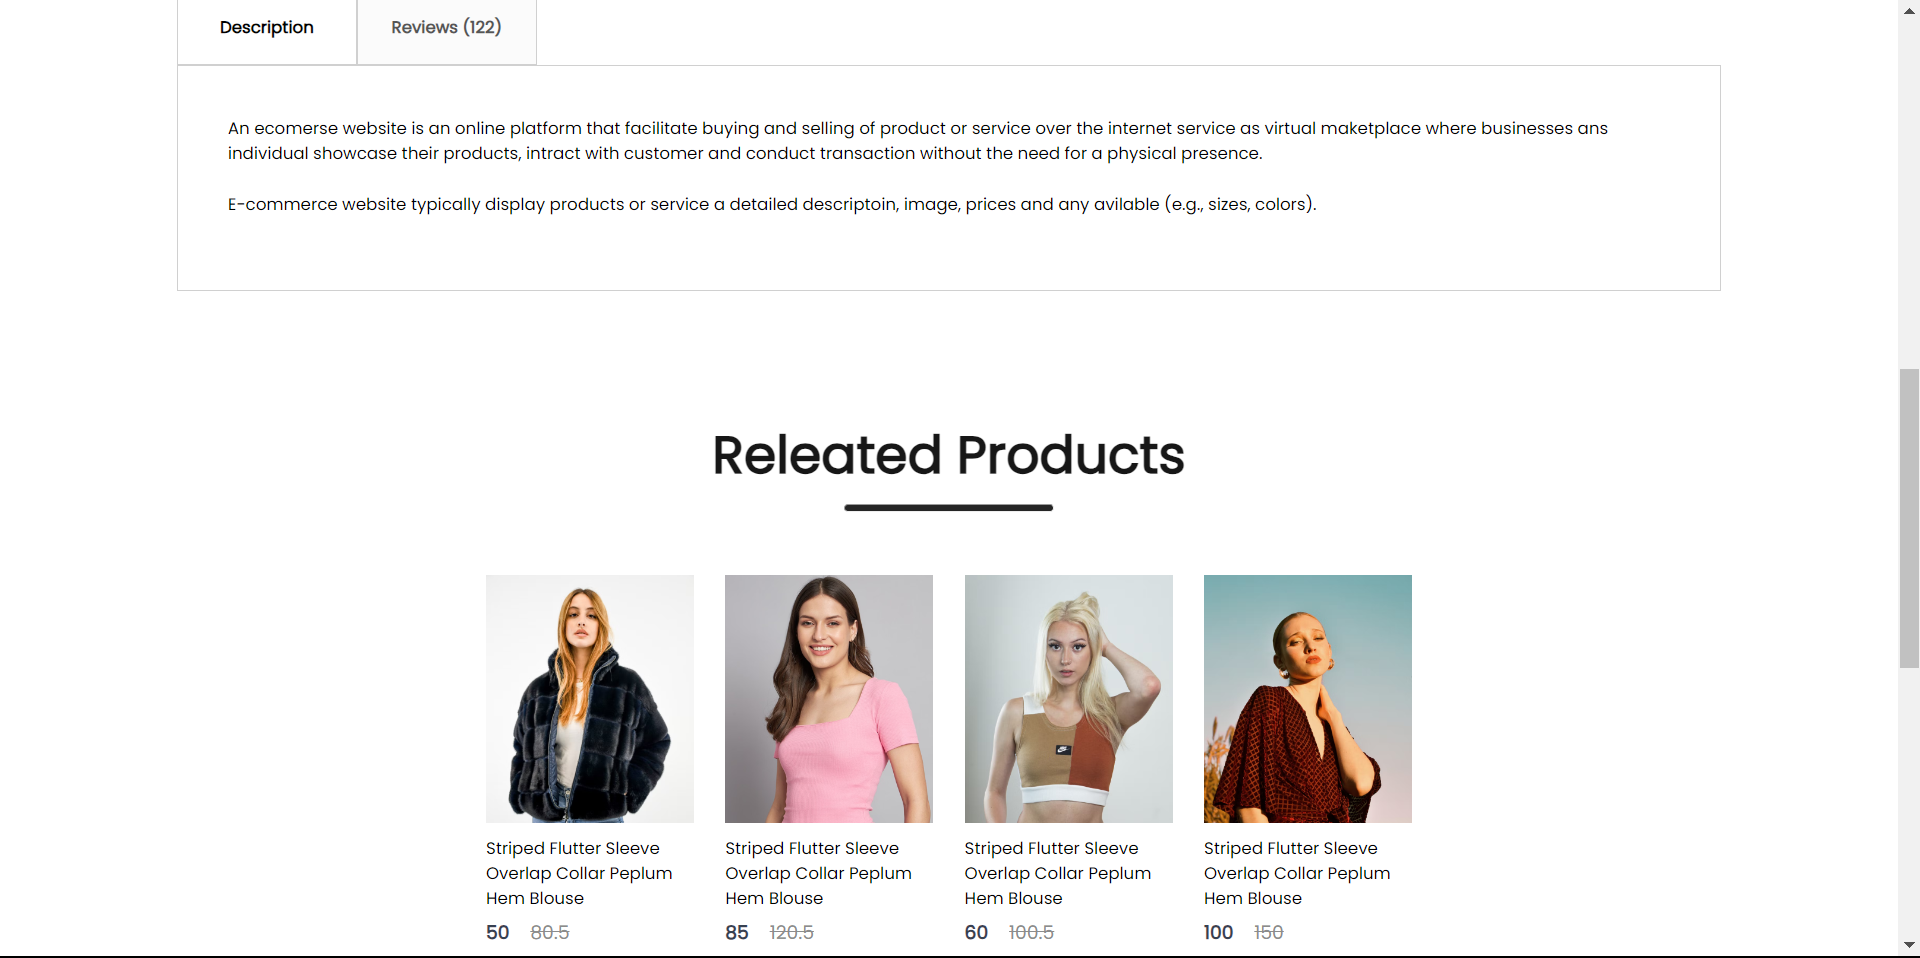 Description
Reviews (122)
An ecomerse website is an online platform that facilitate buying and selling of product or service over the internet service as virtual maketplace where businesses ans
individual showcase their products, intract with customer and conduct transaction without the need for a physical presence.
E-commerce website typically display products or service a detailed descriptoin, image, prices and any avilable (e.g., sizes, colors).
Releated Products
Striped Flutter Sleeve
Overlap Collar Peplum
Hem Blouse
50 80.5
Striped Flutter Sleeve
Overlap Collar Peplum
Hem Blouse
85 120.5
Striped Flutter Sleeve
Overlap Collar Peplum
Hem Blouse
60 100.5
Striped Flutter Sleeve
Overlap Collar Peplum
Hem Blouse
100 150